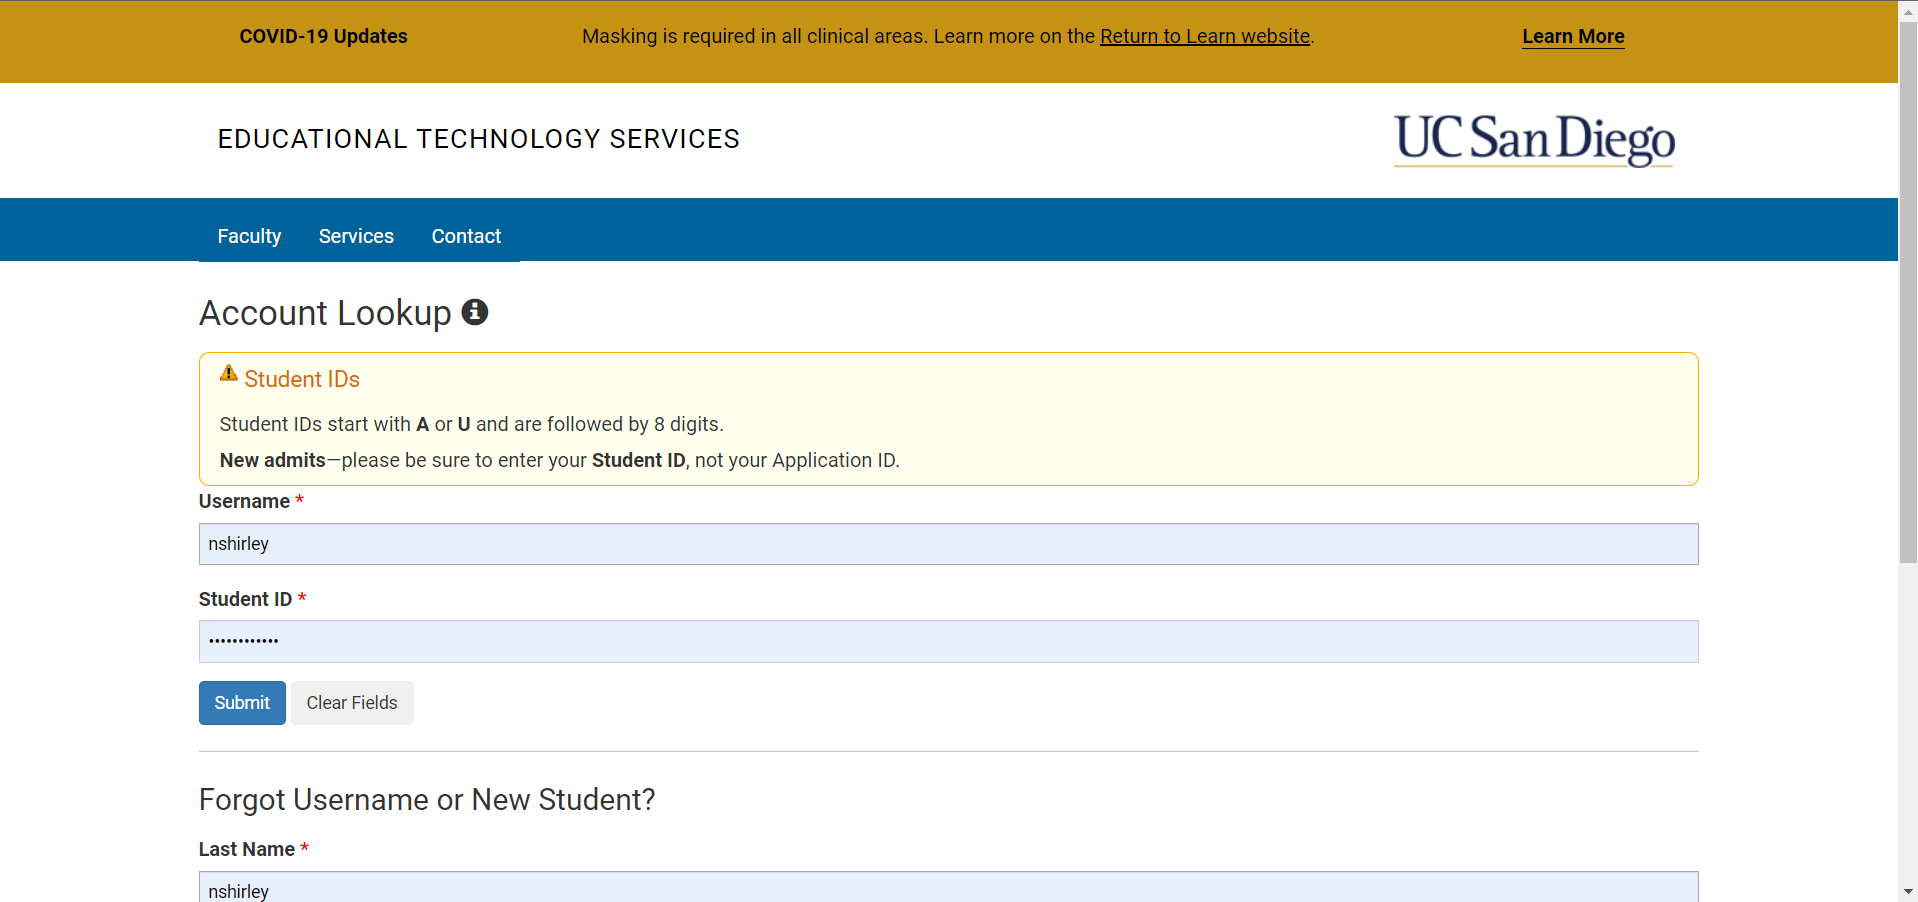 COVID-19 Updates
Masking is required in all clinical areas. Learn more on the Return to Learn website.
Learn More
EDUCATIONAL TECHNOLOGY SERVICES
UC San Diego
Faculty Services Contact
Account Lookup
Student IDs
Student IDs start with A or U and are followed by 8 digits.
New admits—please be sure to enter your Student ID, not your Application ID.
Username *
nshirley
Student ID *
••••••••••••
Submit Clear Fields
Forgot Username or New Student?
Last Name *
nshirley